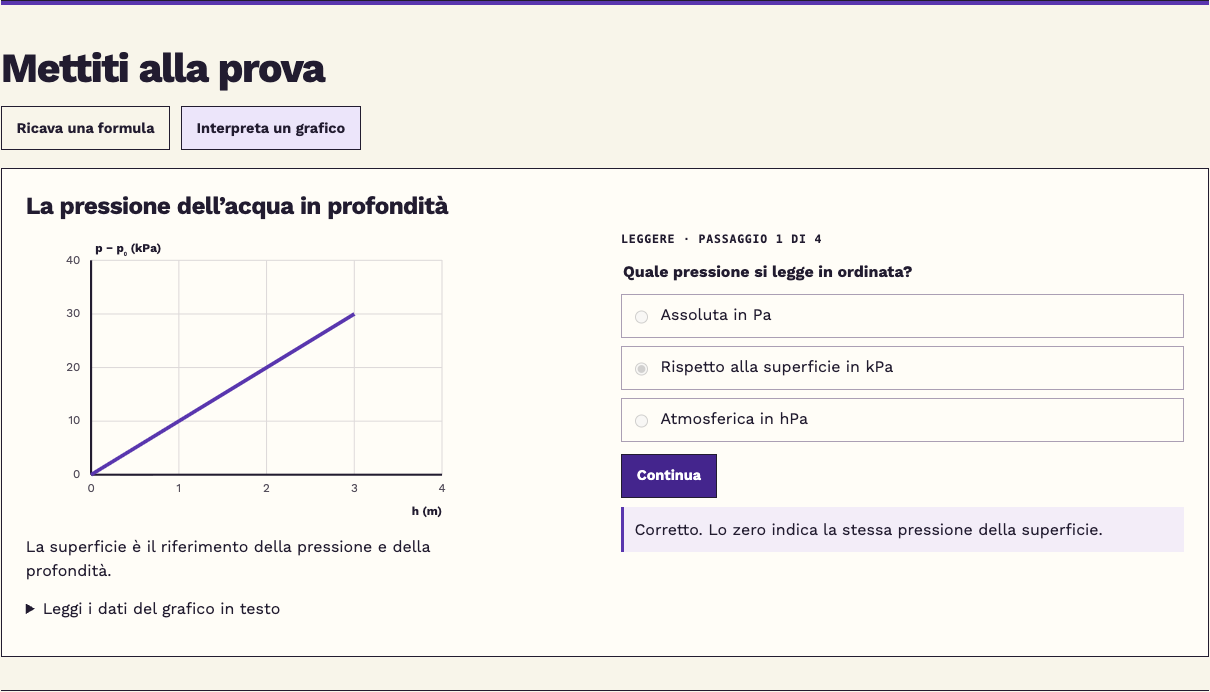 Mettiti alla prova
Ricava una formula
Interpreta un grafico
La pressione dell’acqua in profondità
p − p₀ (kPa)
40
30
20
10
0
0 1 2 3 4
h (m)
La superficie è il riferimento della pressione e della
profondità.
Leggi i dati del grafico in testo
LEGGERE · PASSAGGIO 1 DI 4
Quale pressione si legge in ordinata?
Assoluta in Pa
Rispetto alla superficie in kPa
Atmosferica in hPa
Continua
Corretto. Lo zero indica la stessa pressione della superficie.